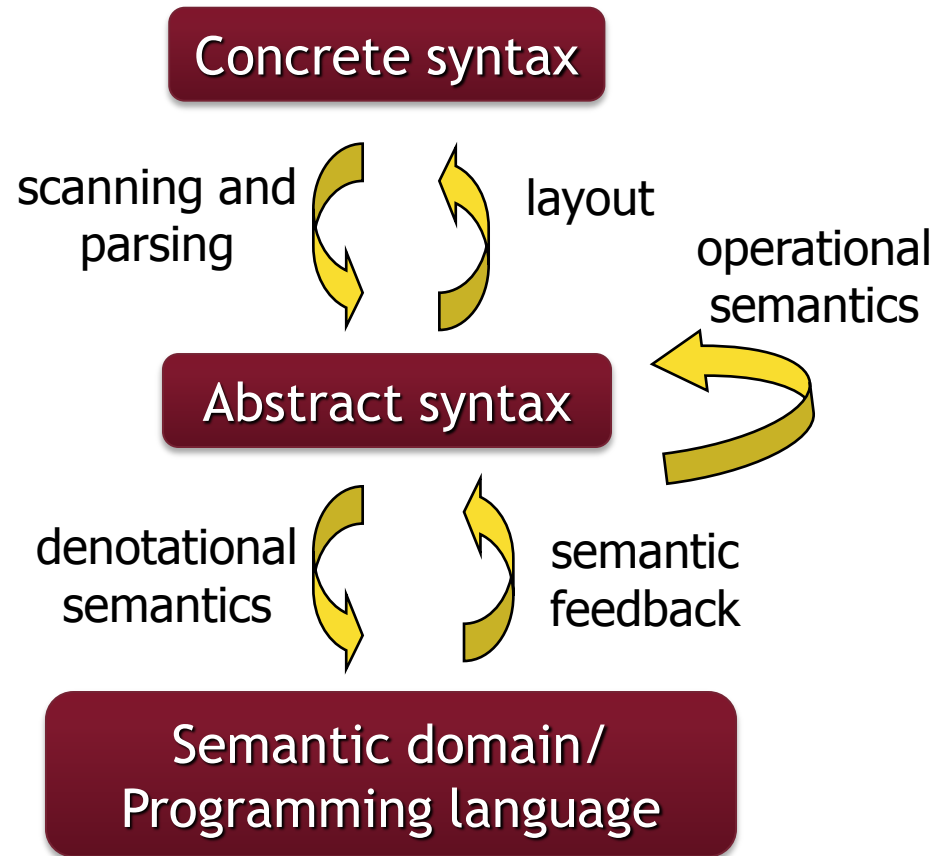 Concrete syntax
scanning and
parsing
layout
operational
semantics
Abstract syntax
denotational
semantics
semantic
feedback
Semantic domain/
Programming language